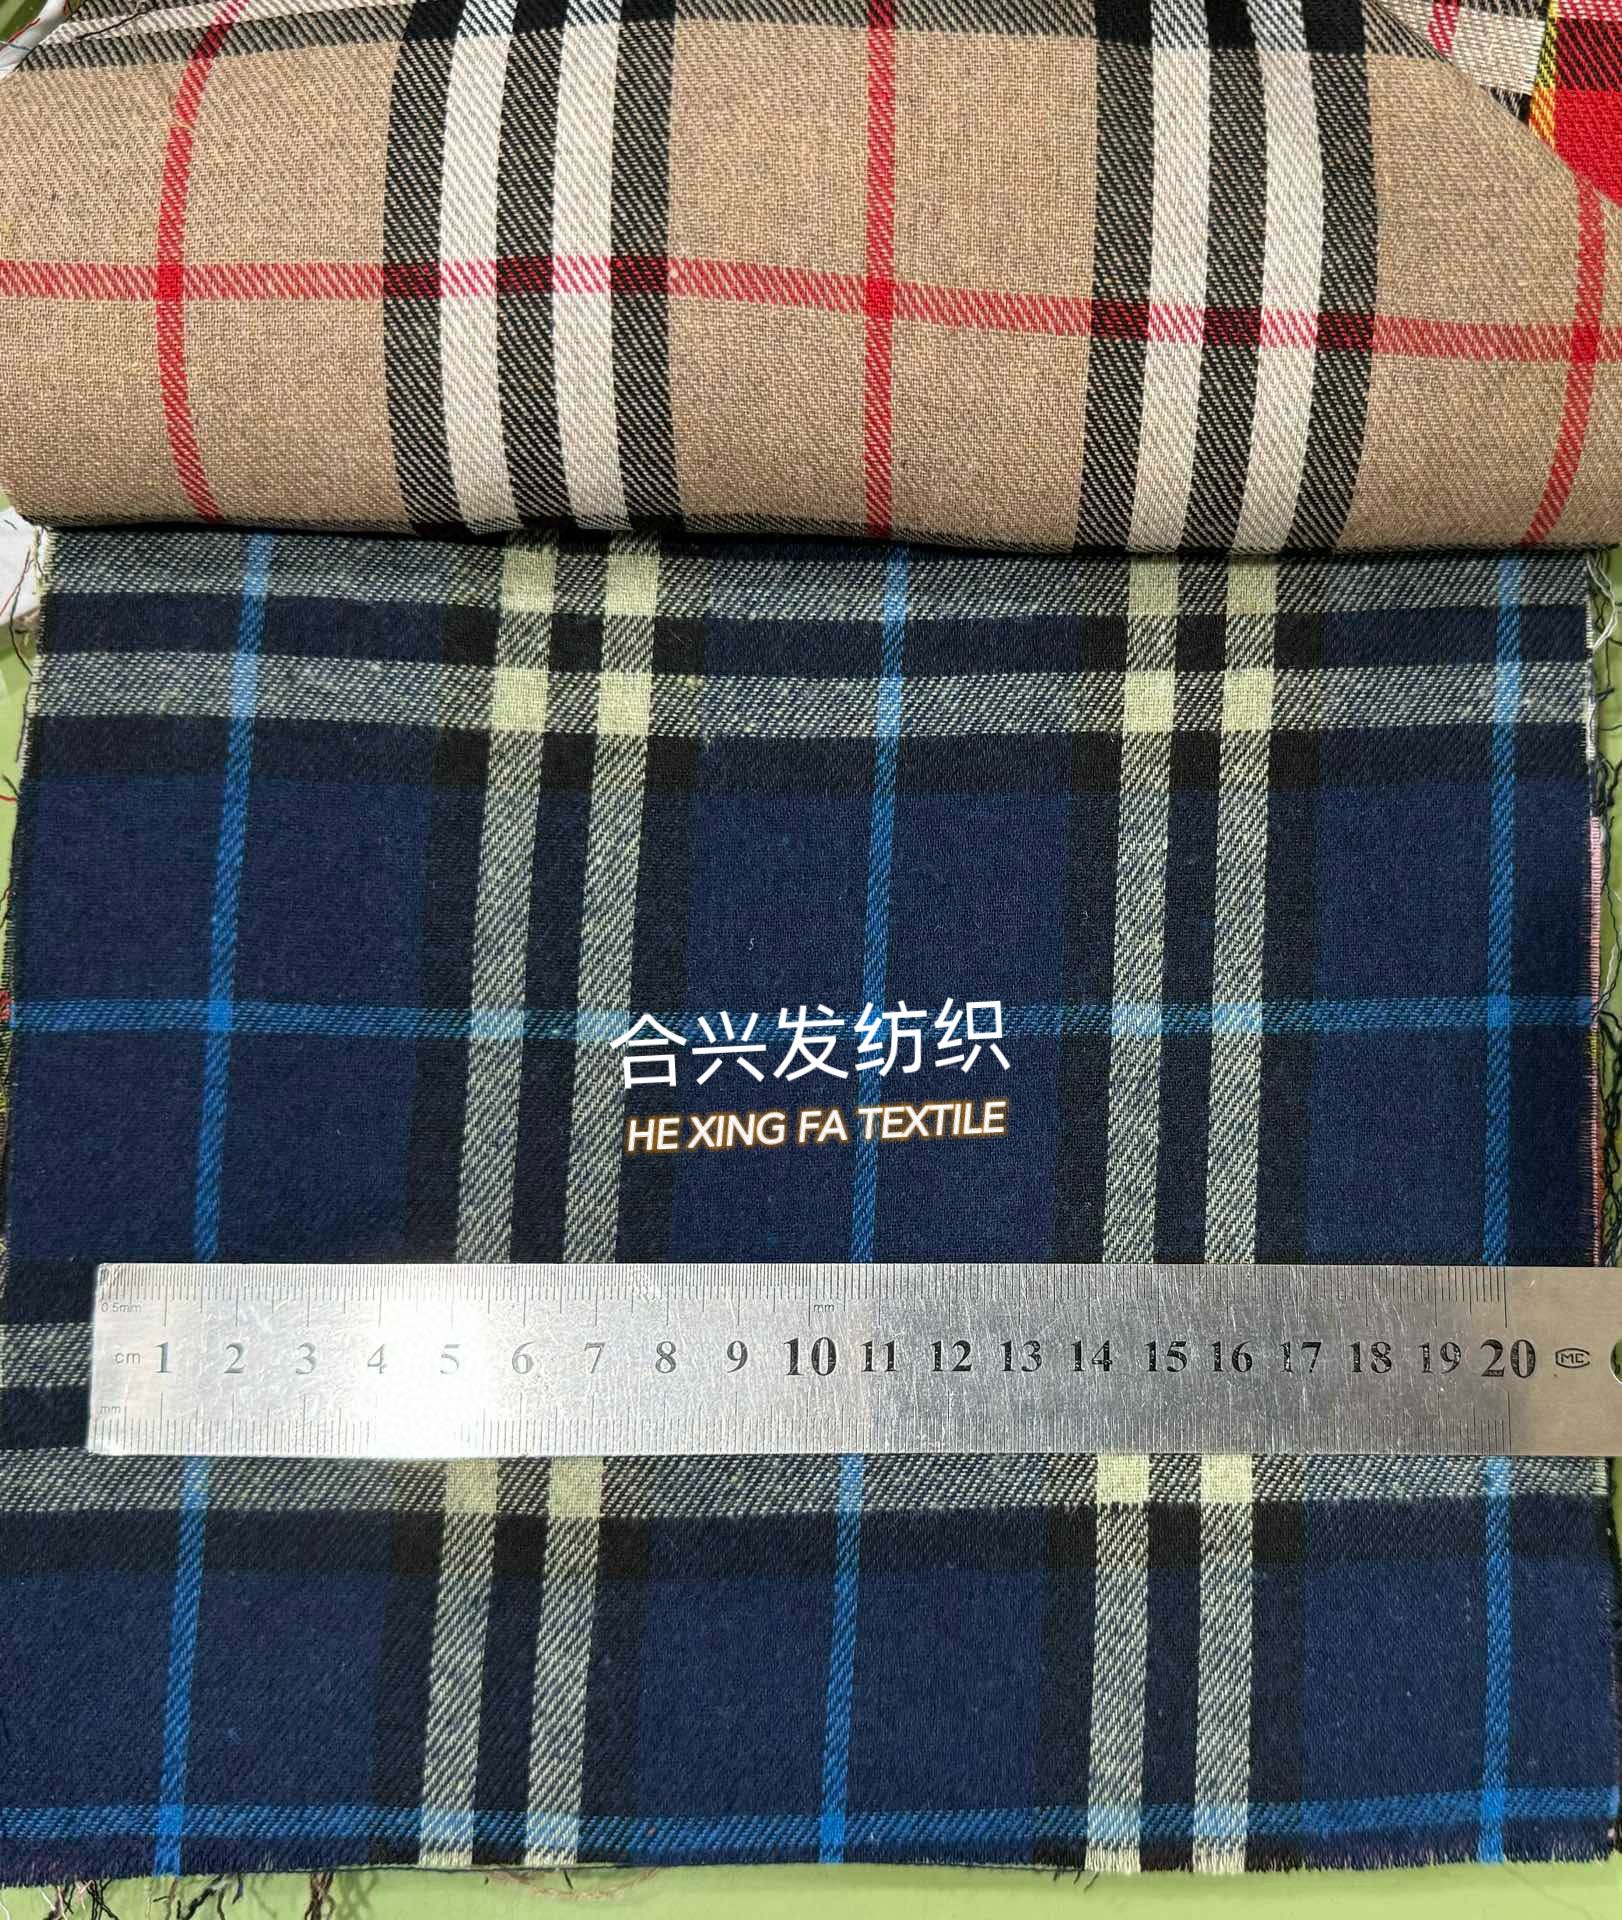 合兴发纺织
HE XING FA TEXTILE
0.5mm mm
cm 1 2 3 4 5 6 7 8 9 10 11 12 13 14 15 16 17 18 19 20 MC
mm